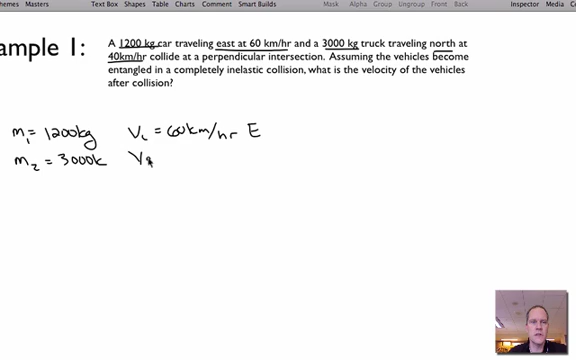 hemes Masters Text Box Shapes Table Charts Comment Smart Builds Mask Alpha Group Ungroup Front Back Inspector Media Co
ample 1:
A 1200 kg car traveling east at 60 km/hr and a 3000 kg truck traveling north at
40km/hr collide at a perpendicular intersection. Assuming the vehicles become
entangled in a completely inelastic collision, what is the velocity of the vehicles
after collision?
m₁ = 1200kg V₁ = 60km/hr E
m₂ = 3000k V